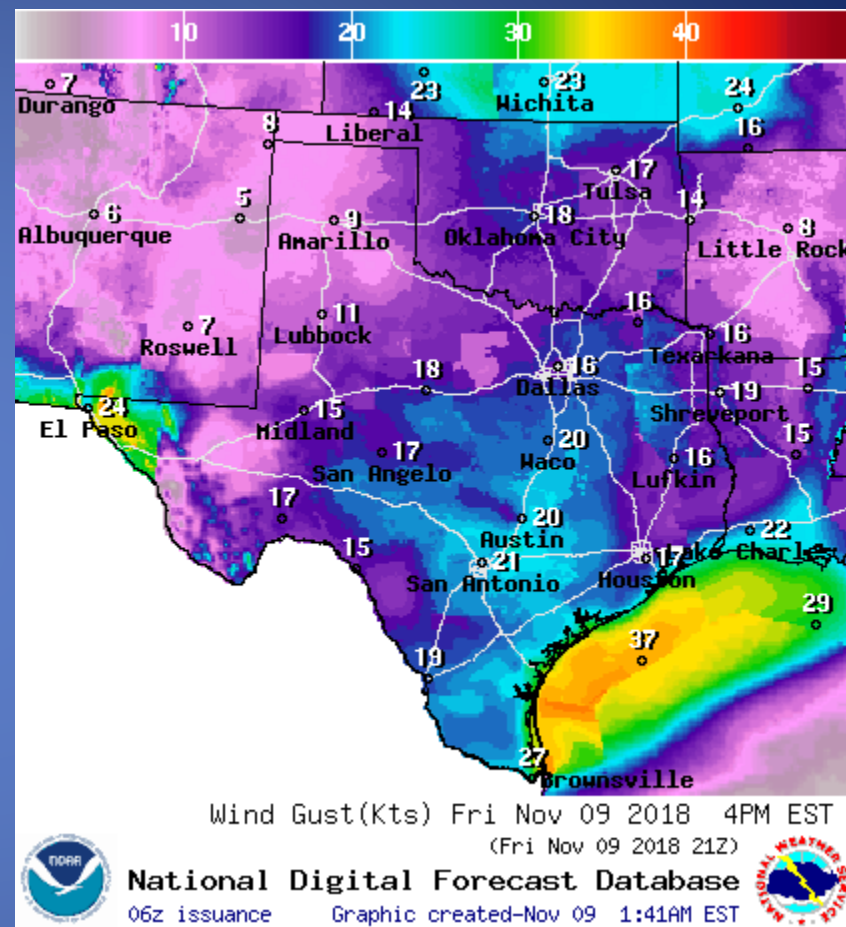 10 20 30 40
7 Durango
23
23 Wichita
24
14 Liberal
8
16
17 Tulsa
6 Albuquerque
5
9 Amarillo
18 Oklahoma City
14
8 Little Rock
7 Roswell
11 Lubbock
16
16 Texarkana
24 El Paso
15 Midland
18
16 Dallas
19 Shreveport
15
17 San Angelo
20 Waco
16 Lufkin
15
17
20 Austin
22 Lake Charles
15
21 San Antonio
17 Houston
19
37
29
27 Brownsville
Wind Gust(Kts) Fri Nov 09 2018 4PM EST
(Fri Nov 09 2018 21Z)
NOAA
National Digital Forecast Database
06z issuance Graphic created-Nov 09 1:41AM EST
NATIONAL WEATHER SERVICE